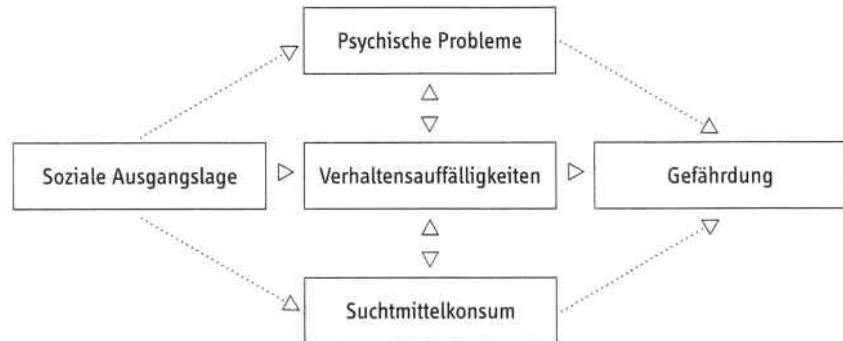 Psychische Probleme
Soziale Ausgangslage
Verhaltensauffälligkeiten
Gefährdung
Suchtmittelkonsum